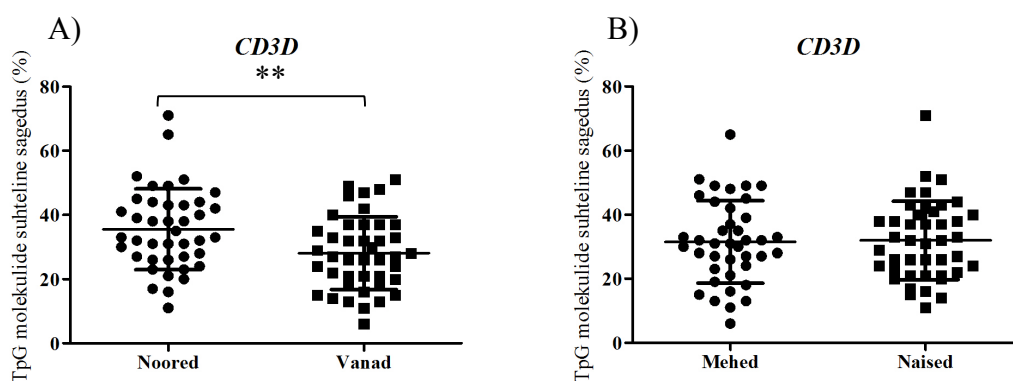 A)
CD3D
**
TpG molekulide suhteline sagedus (%)
80
60
40
20
0
Noored Vanad
B)
CD3D
TpG molekulide suhteline sagedus (%)
80
60
40
20
0
Mehed Naised